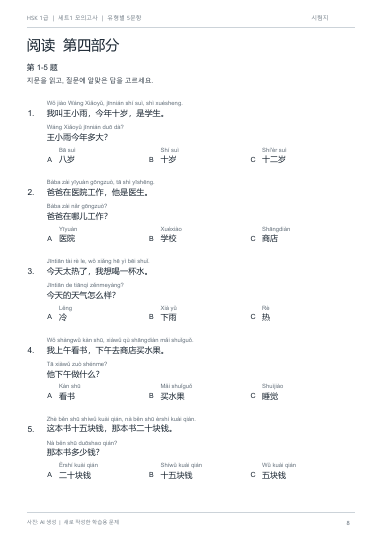 HSK 1급 | 세트1 모의고사 | 유형별 5문항 시험지
阅读 第四部分
第 1-5 题
지문을 읽고, 질문에 알맞은 답을 고르세요.
Wǒ jiào Wáng Xiǎoyǔ, jīnnián shí suì, shì xuésheng.
1. 我叫王小雨，今年十岁，是学生。
Wáng Xiǎoyǔ jīnnián duō dà?
王小雨今年多大？
Bā suì Shí suì Shí'èr suì
A 八岁 B 十岁 C 十二岁
Bàba zài yīyuàn gōngzuò, tā shì yīshēng.
2. 爸爸在医院工作，他是医生。
Bàba zài nǎr gōngzuò?
爸爸在哪儿工作？
Yīyuàn Xuéxiào Shāngdiàn
A 医院 B 学校 C 商店
Jīntiān tài rè le, wǒ xiǎng hē yì bēi shuǐ.
3. 今天太热了，我想喝一杯水。
Jīntiān de tiānqì zěnmeyàng?
今天的天气怎么样？
Lěng Xià yǔ Rè
A 冷 B 下雨 C 热
Wǒ shàngwǔ kàn shū, xiàwǔ qù shāngdiàn mǎi shuǐguǒ.
4. 我上午看书，下午去商店买水果。
Tā xiàwǔ zuò shénme?
他下午做什么？
Kàn shū Mǎi shuǐguǒ Shuìjiào
A 看书 B 买水果 C 睡觉
Zhè běn shū shíwǔ kuài qián, nà běn shū èrshí kuài qián.
5. 这本书十五块钱，那本书二十块钱。
Nà běn shū duōshao qián?
那本书多少钱？
Èrshí kuài qián Shíwǔ kuài qián Wǔ kuài qián
A 二十块钱 B 十五块钱 C 五块钱
사진: AI 생성 | 새로 작성한 학습용 문제 8